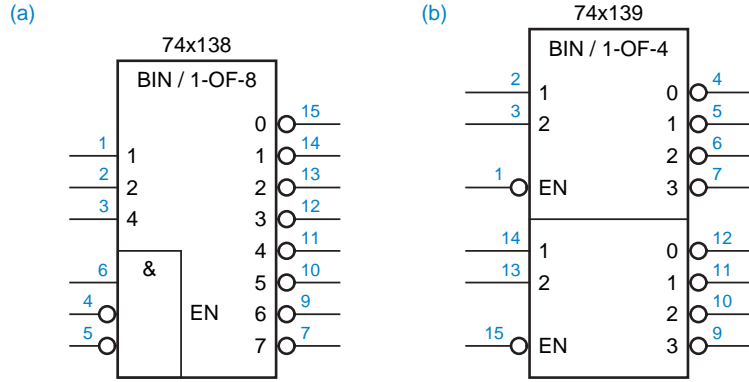 (a)
74x138
BIN / 1-OF-8
0 15
1 1 1 14
2 2 2 13
3 4 3 12
4 11
6 & 5 10
4 EN 6 9
5 7 7
(b)
74x139
BIN / 1-OF-4
2 1 0 4
3 2 1 5
2 6
1 EN 3 7
14 1 0 12
13 2 1 11
2 10
15 EN 3 9